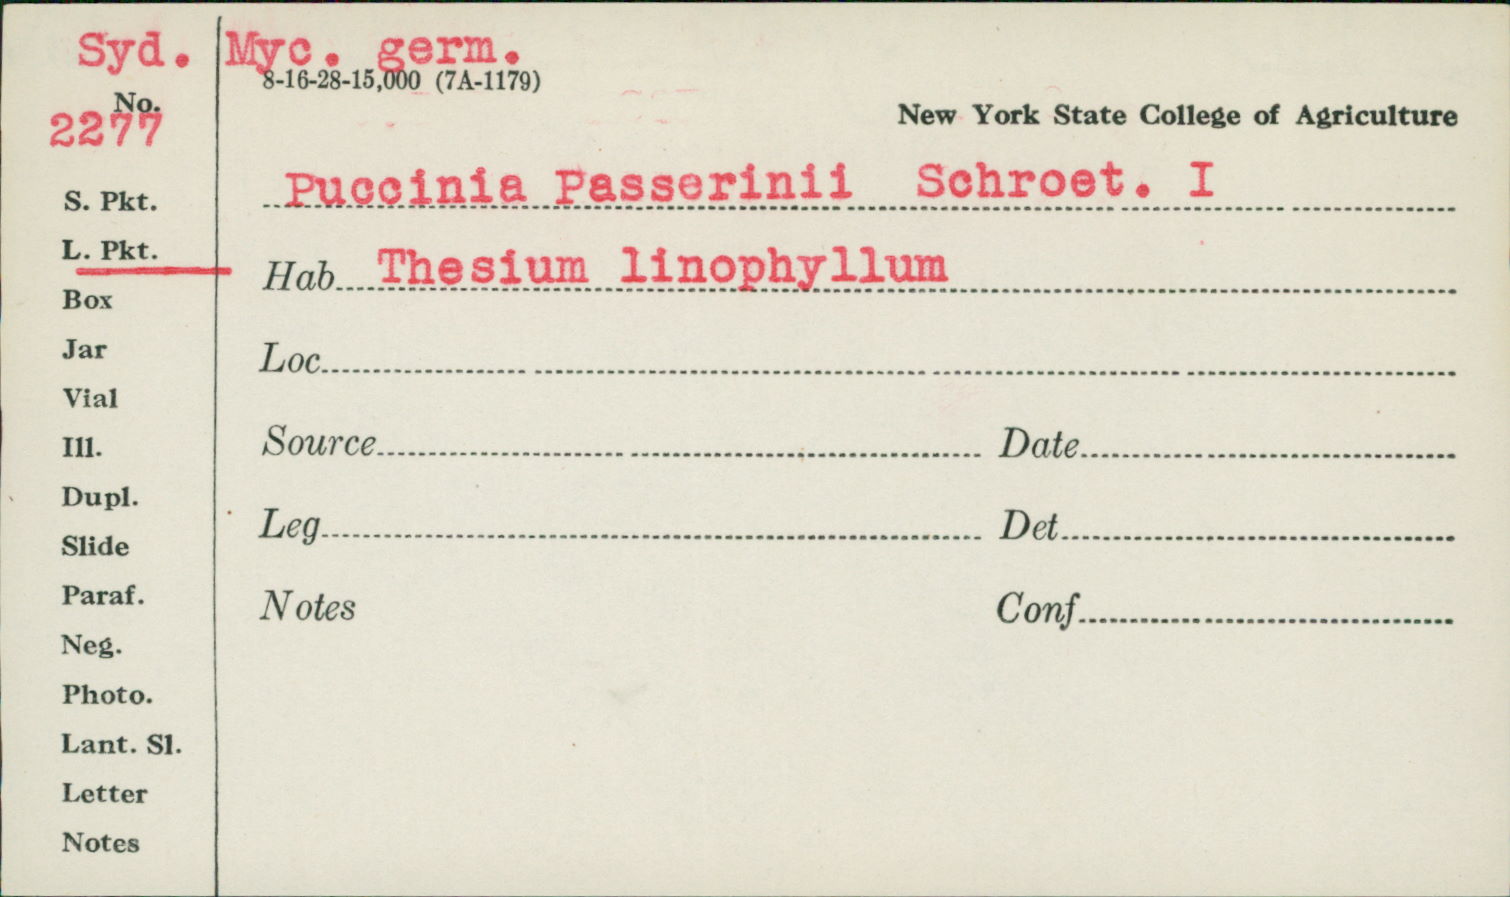 Syd. Myc. germ.
8-16-28-15,000 (7A-1179)
No.
2277
New York State College of Agriculture
Puccinia Passerinii Schroet. I
Hab. Thesium linophyllum
Loc.
Source
Date
Leg.
Det.
Notes
Conf.
S. Pkt.
L. Pkt.
Box
Jar
Vial
Ill.
Dupl.
Slide
Paraf.
Neg.
Photo.
Lant. Sl.
Letter
Notes